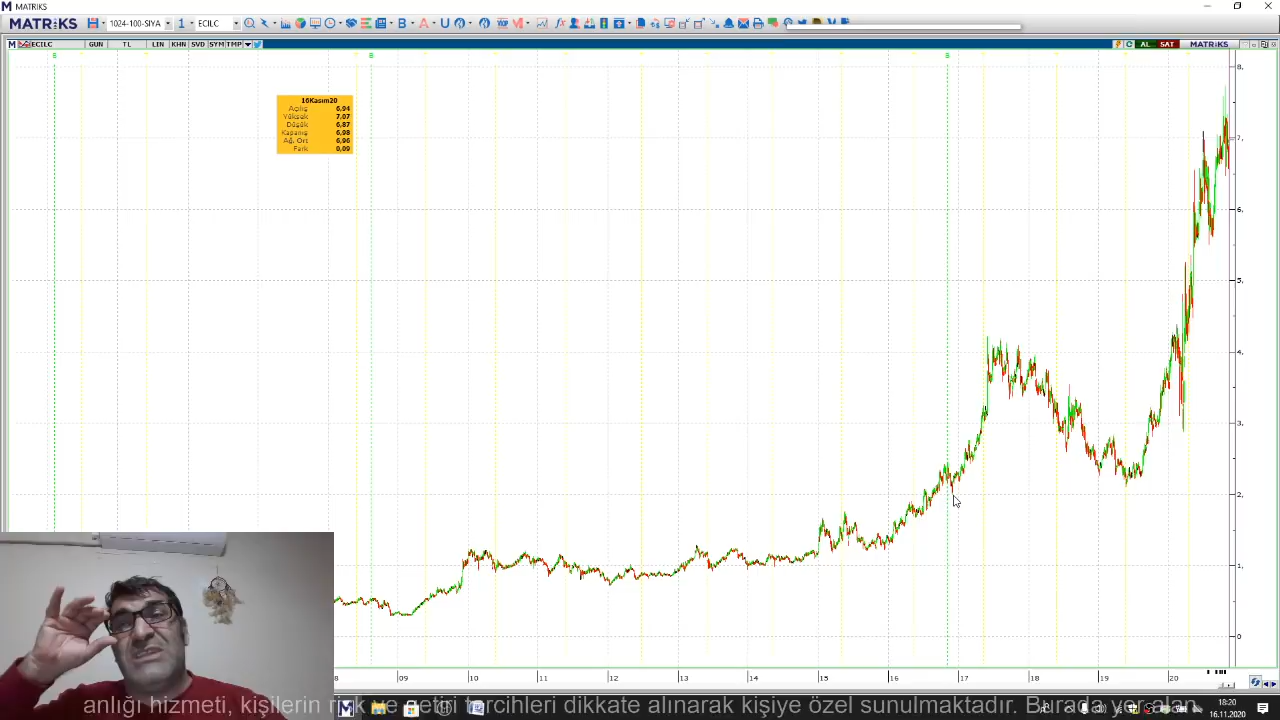 MATRIKS
MATRIKS 1024-100-SIYA 1 ECILC
ECILC GUN TL LIN KHN SVD SYM TMP AL SAT MATRIKS
16Kasım20
Açılış 6,94
Yüksek 7,07
Düşük 6,87
Kapanış 6,98
Ağ. Ort 6,96
Fark 0,09
8,
7,
6,
5,
4,
3,
2,
1,
0
09 10 11 12 13 14 15 16 17 18 19 20
anlığı hizmeti, kişilerin risk ve getiri tercihleri dikkate alınarak kişiye özel sunulmaktadır. Burada yer alan
18:20
16.11.2020